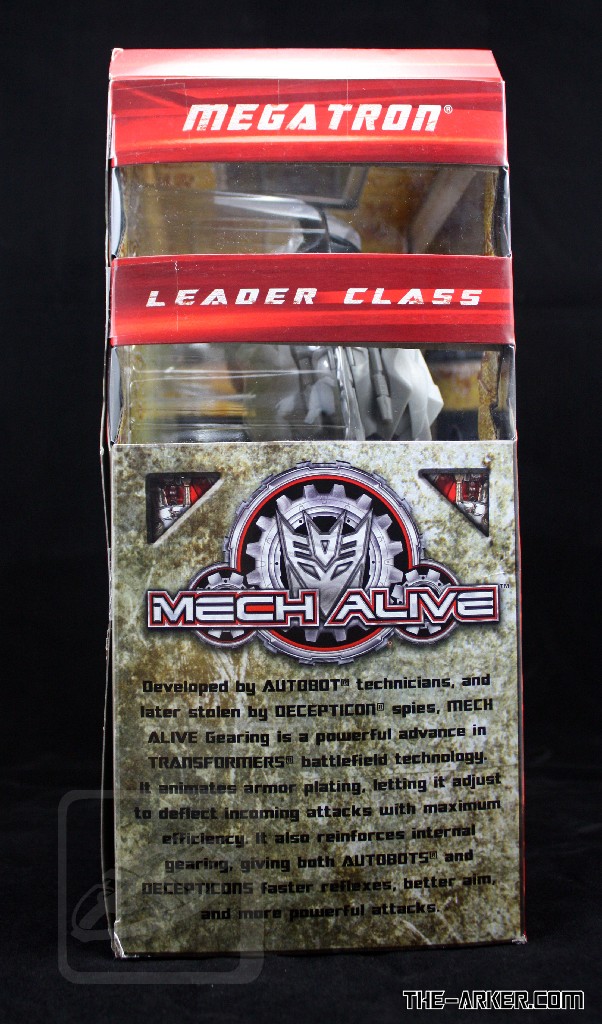 MEGATRON®
LEADER CLASS
MECH ALIVE™
Developed by AUTOBOT® technicians, and
later stolen by DECEPTICON® spies, MECH
ALIVE Gearing is a powerful advance in
TRANSFORMERS® battlefield technology.
It animates armor plating, letting it adjust
to deflect incoming attacks with maximum
efficiency. It also reinforces internal
gearing, giving both AUTOBOTS® and
DECEPTICONS faster reflexes, better aim,
and more powerful attacks.
THE-ARKER.COM